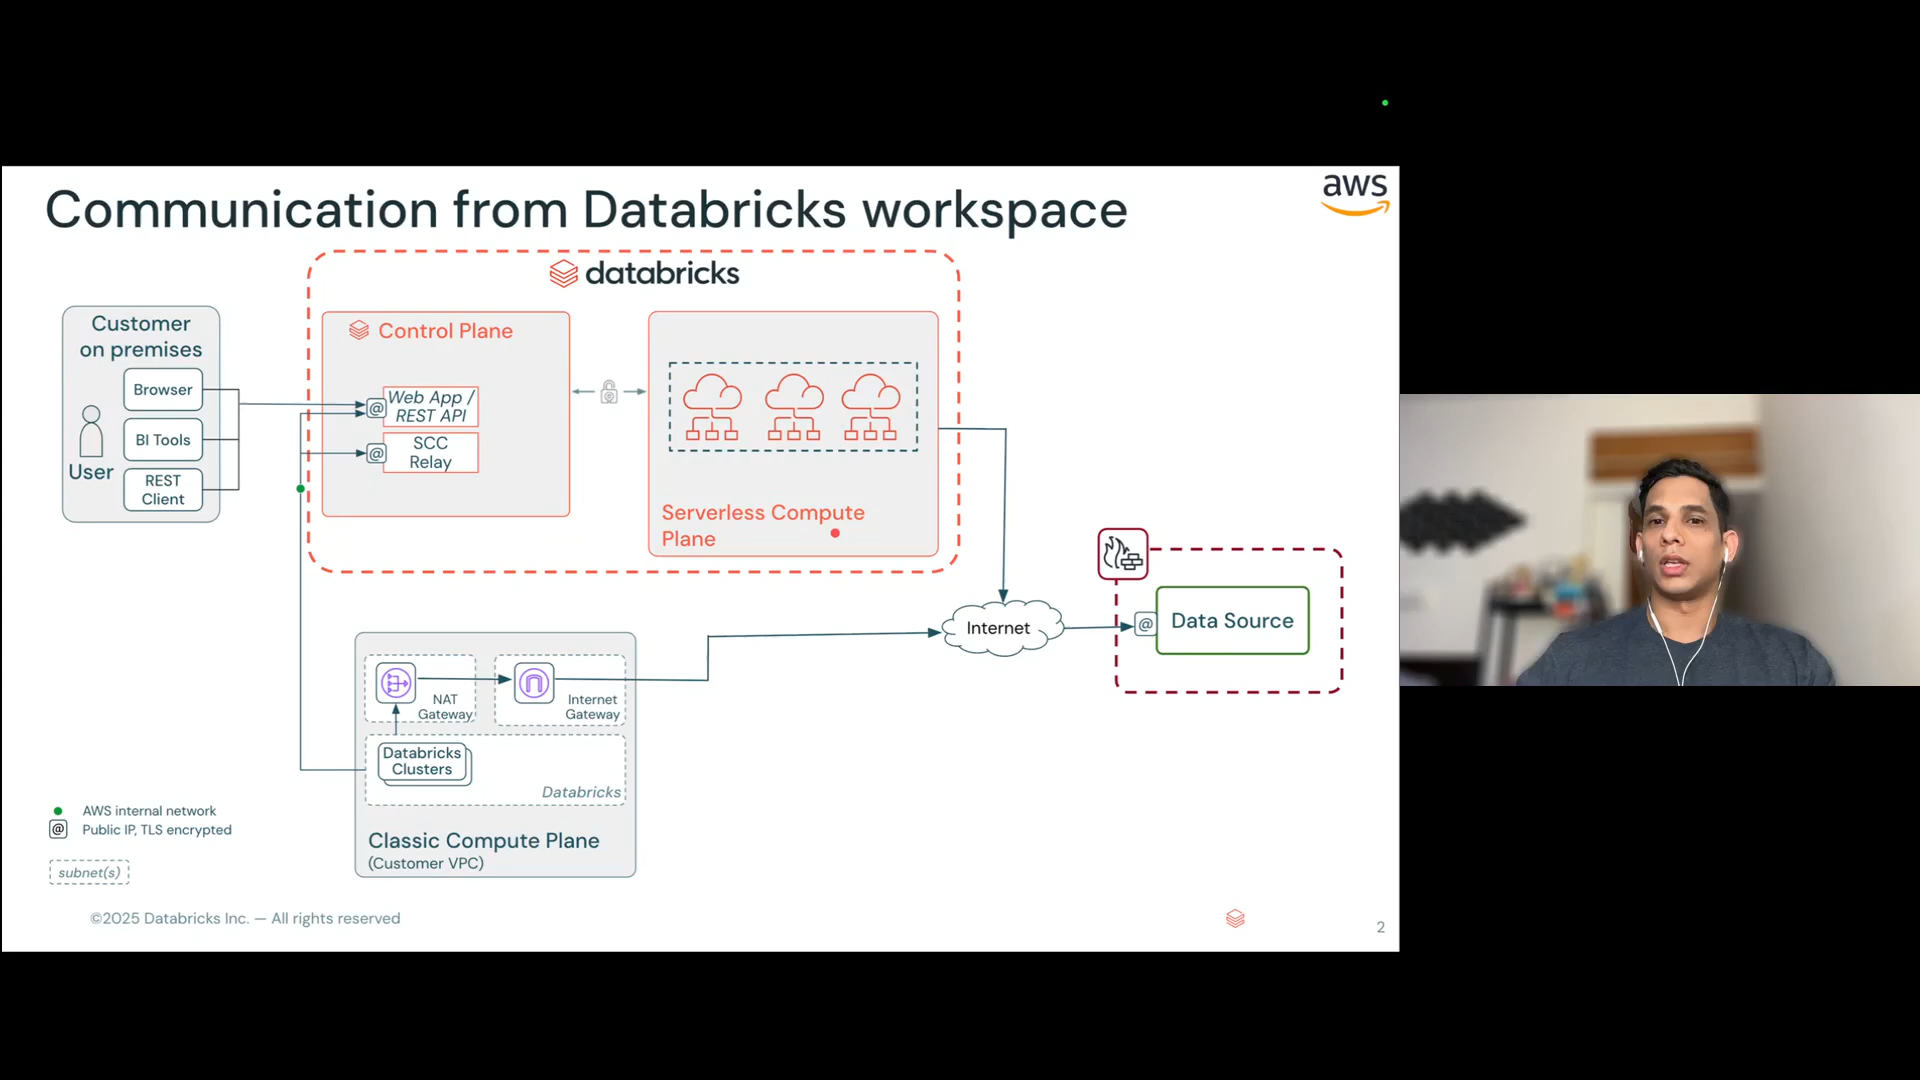 Communication from Databricks workspace
aws
databricks
Customer
on premises
Browser
BI Tools
REST
Client
User
Control Plane
@
Web App /
REST API
@
SCC
Relay
Serverless Compute
Plane
Internet
@
Data Source
NAT
Gateway
Internet
Gateway
Databricks
Clusters
Databricks
Classic Compute Plane
(Customer VPC)
AWS internal network
@
Public IP, TLS encrypted
subnet(s)
©2025 Databricks Inc. — All rights reserved
2